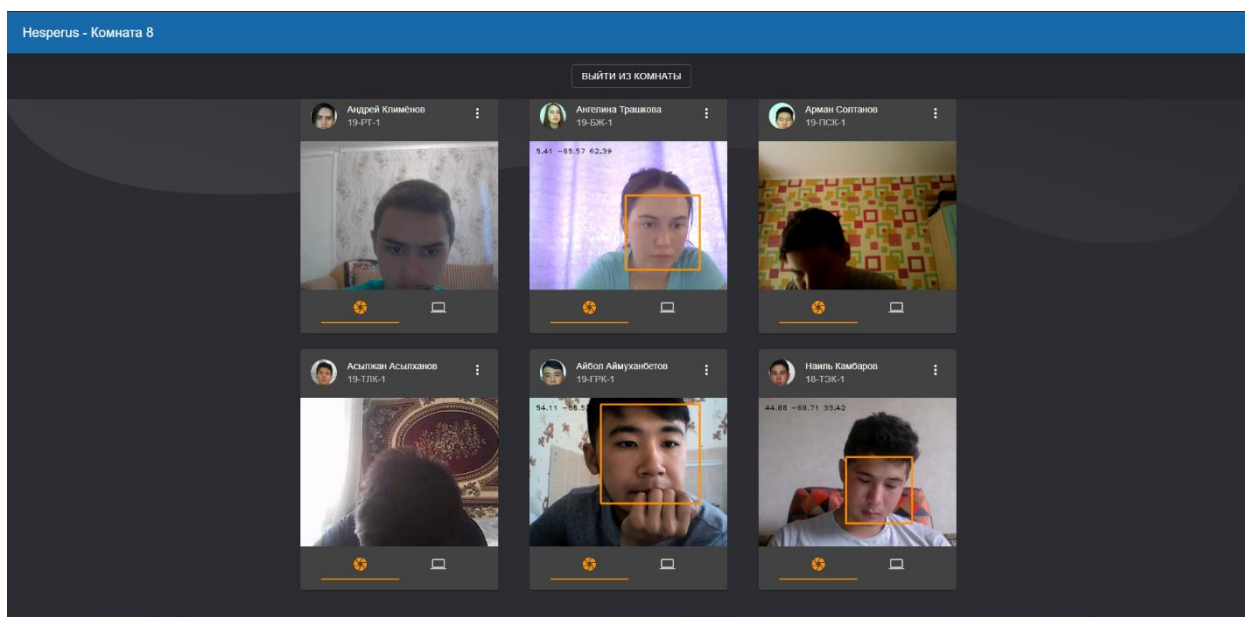 Hesperus - Комната 8
ВЫЙТИ ИЗ КОМНАТЫ
Андрей Климёнов
19-РТ-1
Ангелина Трашкова
19-БЖ-1
Арман Солтанов
19-ПСК-1
5.41 -65.57 62.39
Асылжан Асылханов
19-ТЛК-1
Айбол Аймуханбетов
19-ГРК-1
Наиль Камбаров
18-ТЭК-1
54.11
44.88 -69.71 33.42